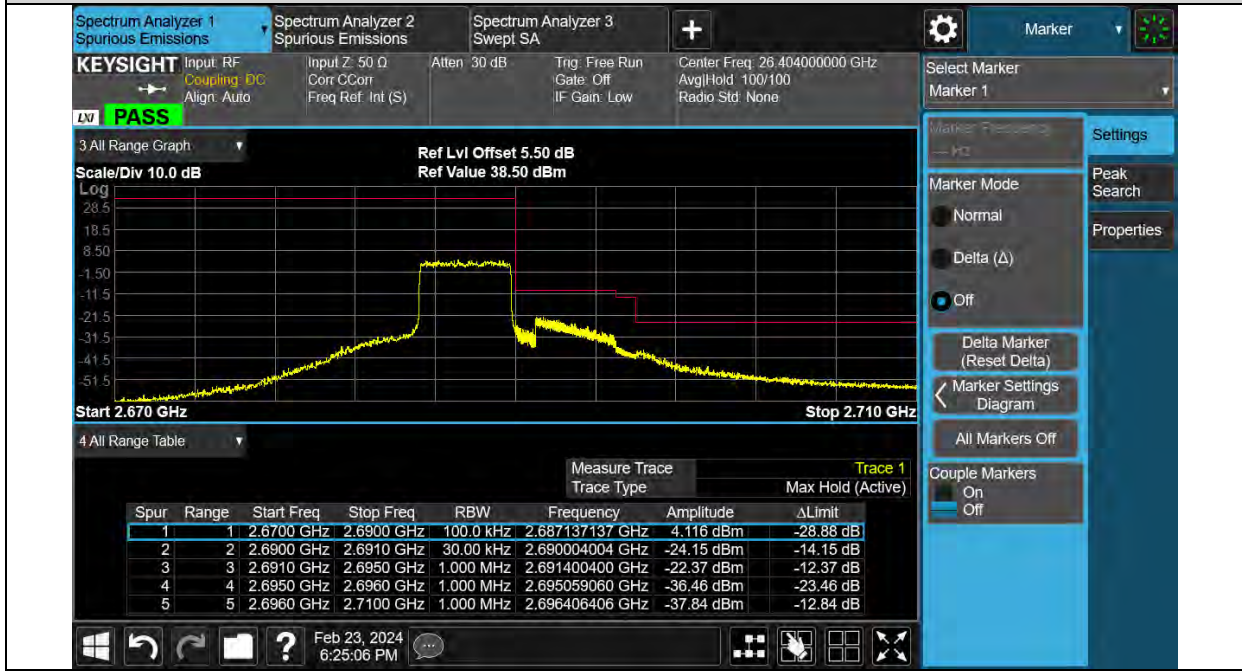 Spectrum Analyzer 1
Spurious Emissions
Spectrum Analyzer 2
Spurious Emissions
Spectrum Analyzer 3
Swept SA
+
Marker
KEYSIGHT
Input: RF
Coupling: DC
Align: Auto
Input Z: 50 Ω
Corr CCorr
Freq Ref: Int (S)
Atten: 30 dB
Trig: Free Run
Gate: Off
IF Gain: Low
Center Freq: 26.404000000 GHz
Avg|Hold: 100/100
Radio Std: None
LXI
PASS
Select Marker
Marker 1
Marker Frequency
--- Hz
Settings
Peak
Search
Properties
Marker Mode
Normal
Delta (Δ)
Off
Delta Marker
(Reset Delta)
Marker Settings
Diagram
All Markers Off
Couple Markers
On
Off
3 All Range Graph
Ref Lvl Offset 5.50 dB
Scale/Div 10.0 dB
Ref Value 38.50 dBm
Log
28.5
18.5
8.50
-1.50
-11.5
-21.5
-31.5
-41.5
-51.5
Start 2.670 GHz
Stop 2.710 GHz
4 All Range Table
Measure Trace Trace 1
Trace Type Max Hold (Active)
Spur Range Start Freq Stop Freq RBW Frequency Amplitude ΔLimit
1 1 2.6700 GHz 2.6900 GHz 100.0 kHz 2.687137137 GHz 4.116 dBm -28.88 dB
2 2 2.6900 GHz 2.6910 GHz 30.00 kHz 2.690004004 GHz -24.15 dBm -14.15 dB
3 3 2.6910 GHz 2.6950 GHz 1.000 MHz 2.691400400 GHz -22.37 dBm -12.37 dB
4 4 2.6950 GHz 2.6960 GHz 1.000 MHz 2.695059060 GHz -36.46 dBm -23.46 dB
5 5 2.6960 GHz 2.7100 GHz 1.000 MHz 2.696406406 GHz -37.84 dBm -12.84 dB
?
Feb 23, 2024
6:25:06 PM